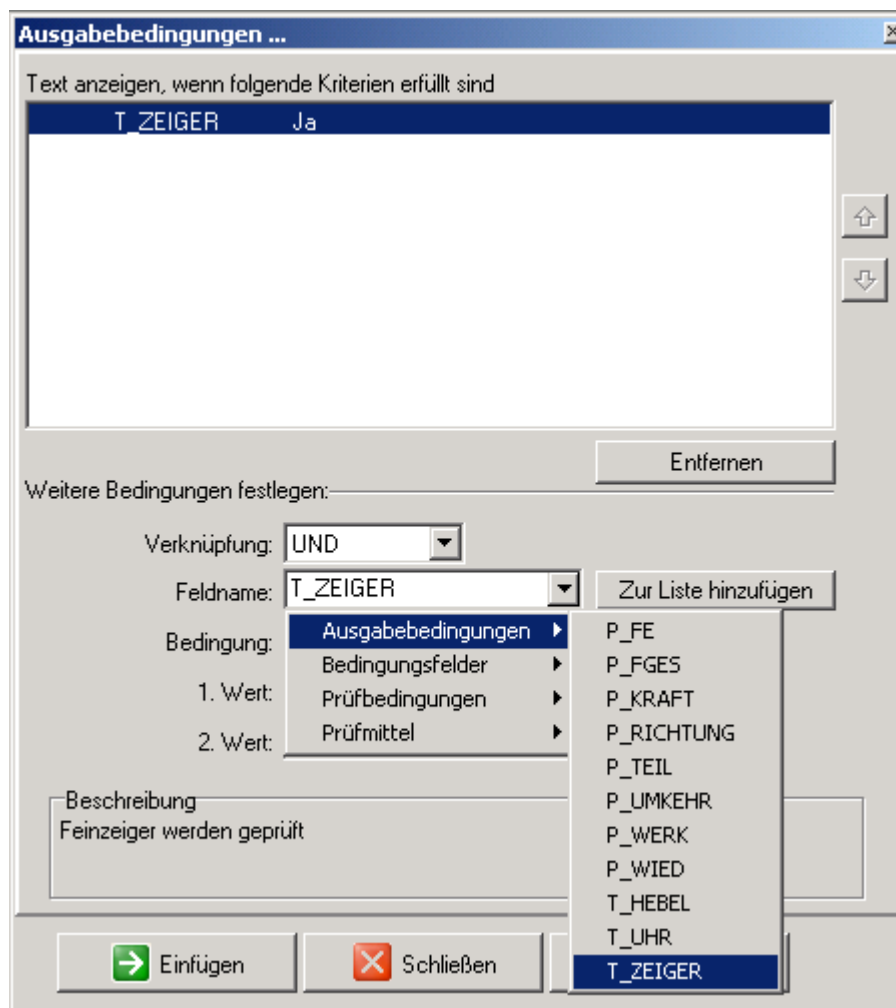 Ausgabebedingungen ...
Text anzeigen, wenn folgende Kriterien erfüllt sind
T_ZEIGER Ja
Entfernen
Weitere Bedingungen festlegen:
Verknüpfung: UND
Feldname: T_ZEIGER Zur Liste hinzufügen
Bedingung:
1. Wert:
2. Wert:
Ausgabebedingungen
Bedingungsfelder
Prüfbedingungen
Prüfmittel
P_FE
P_FGES
P_KRAFT
P_RICHTUNG
P_TEIL
P_UMKEHR
P_WERK
P_WIED
T_HEBEL
T_UHR
T_ZEIGER
Beschreibung
Feinzeiger werden geprüft
Einfügen Schließen